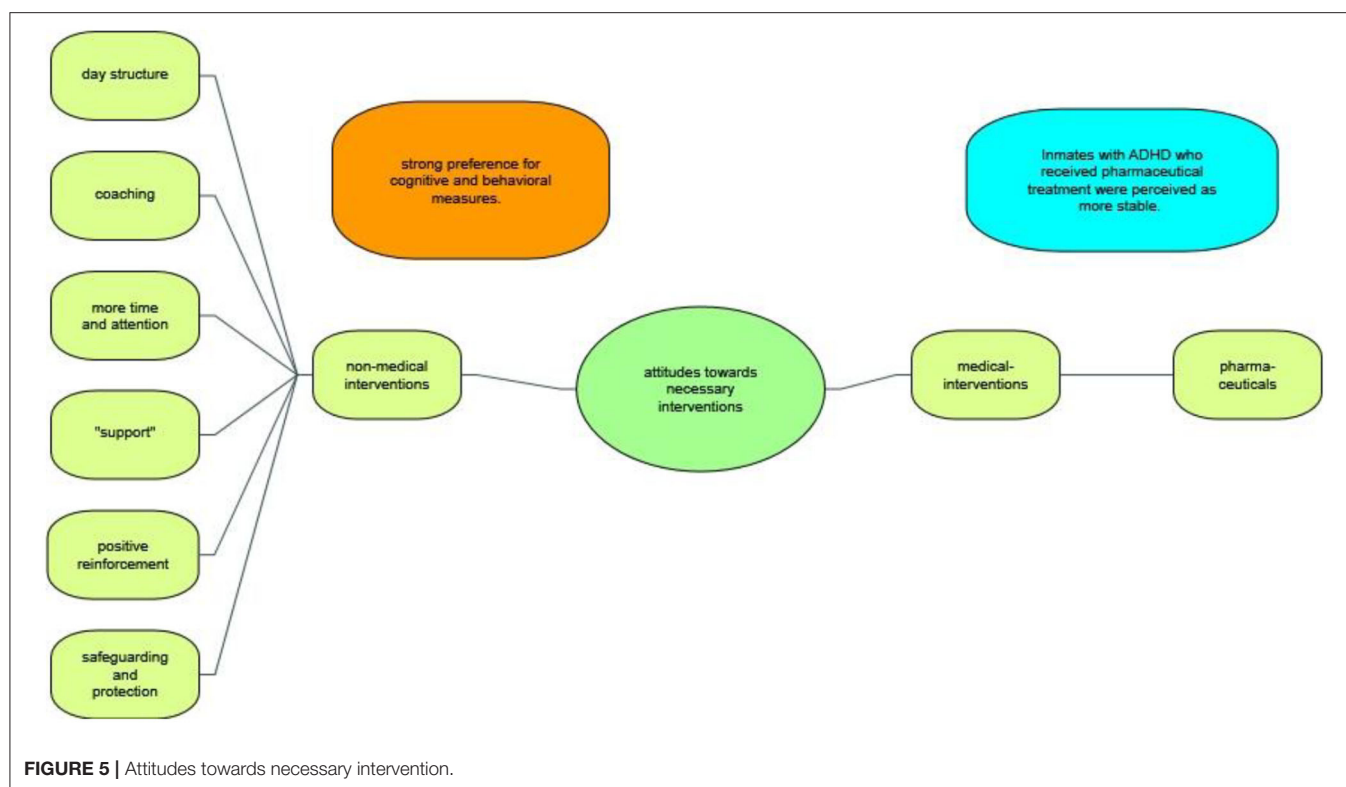 day structure
coaching
more time
and attention
"support"
positive
reinforcement
safeguarding
and
protection
strong preference for
cognitive and behavioral
measures.
non-medical
interventions
attitudes towards
necessary
interventions
Inmates with ADHD who
received pharmaceutical
treatment were perceived as
more stable.
medical-
interventions
pharma-
ceuticals
FIGURE 5 | Attitudes towards necessary intervention.